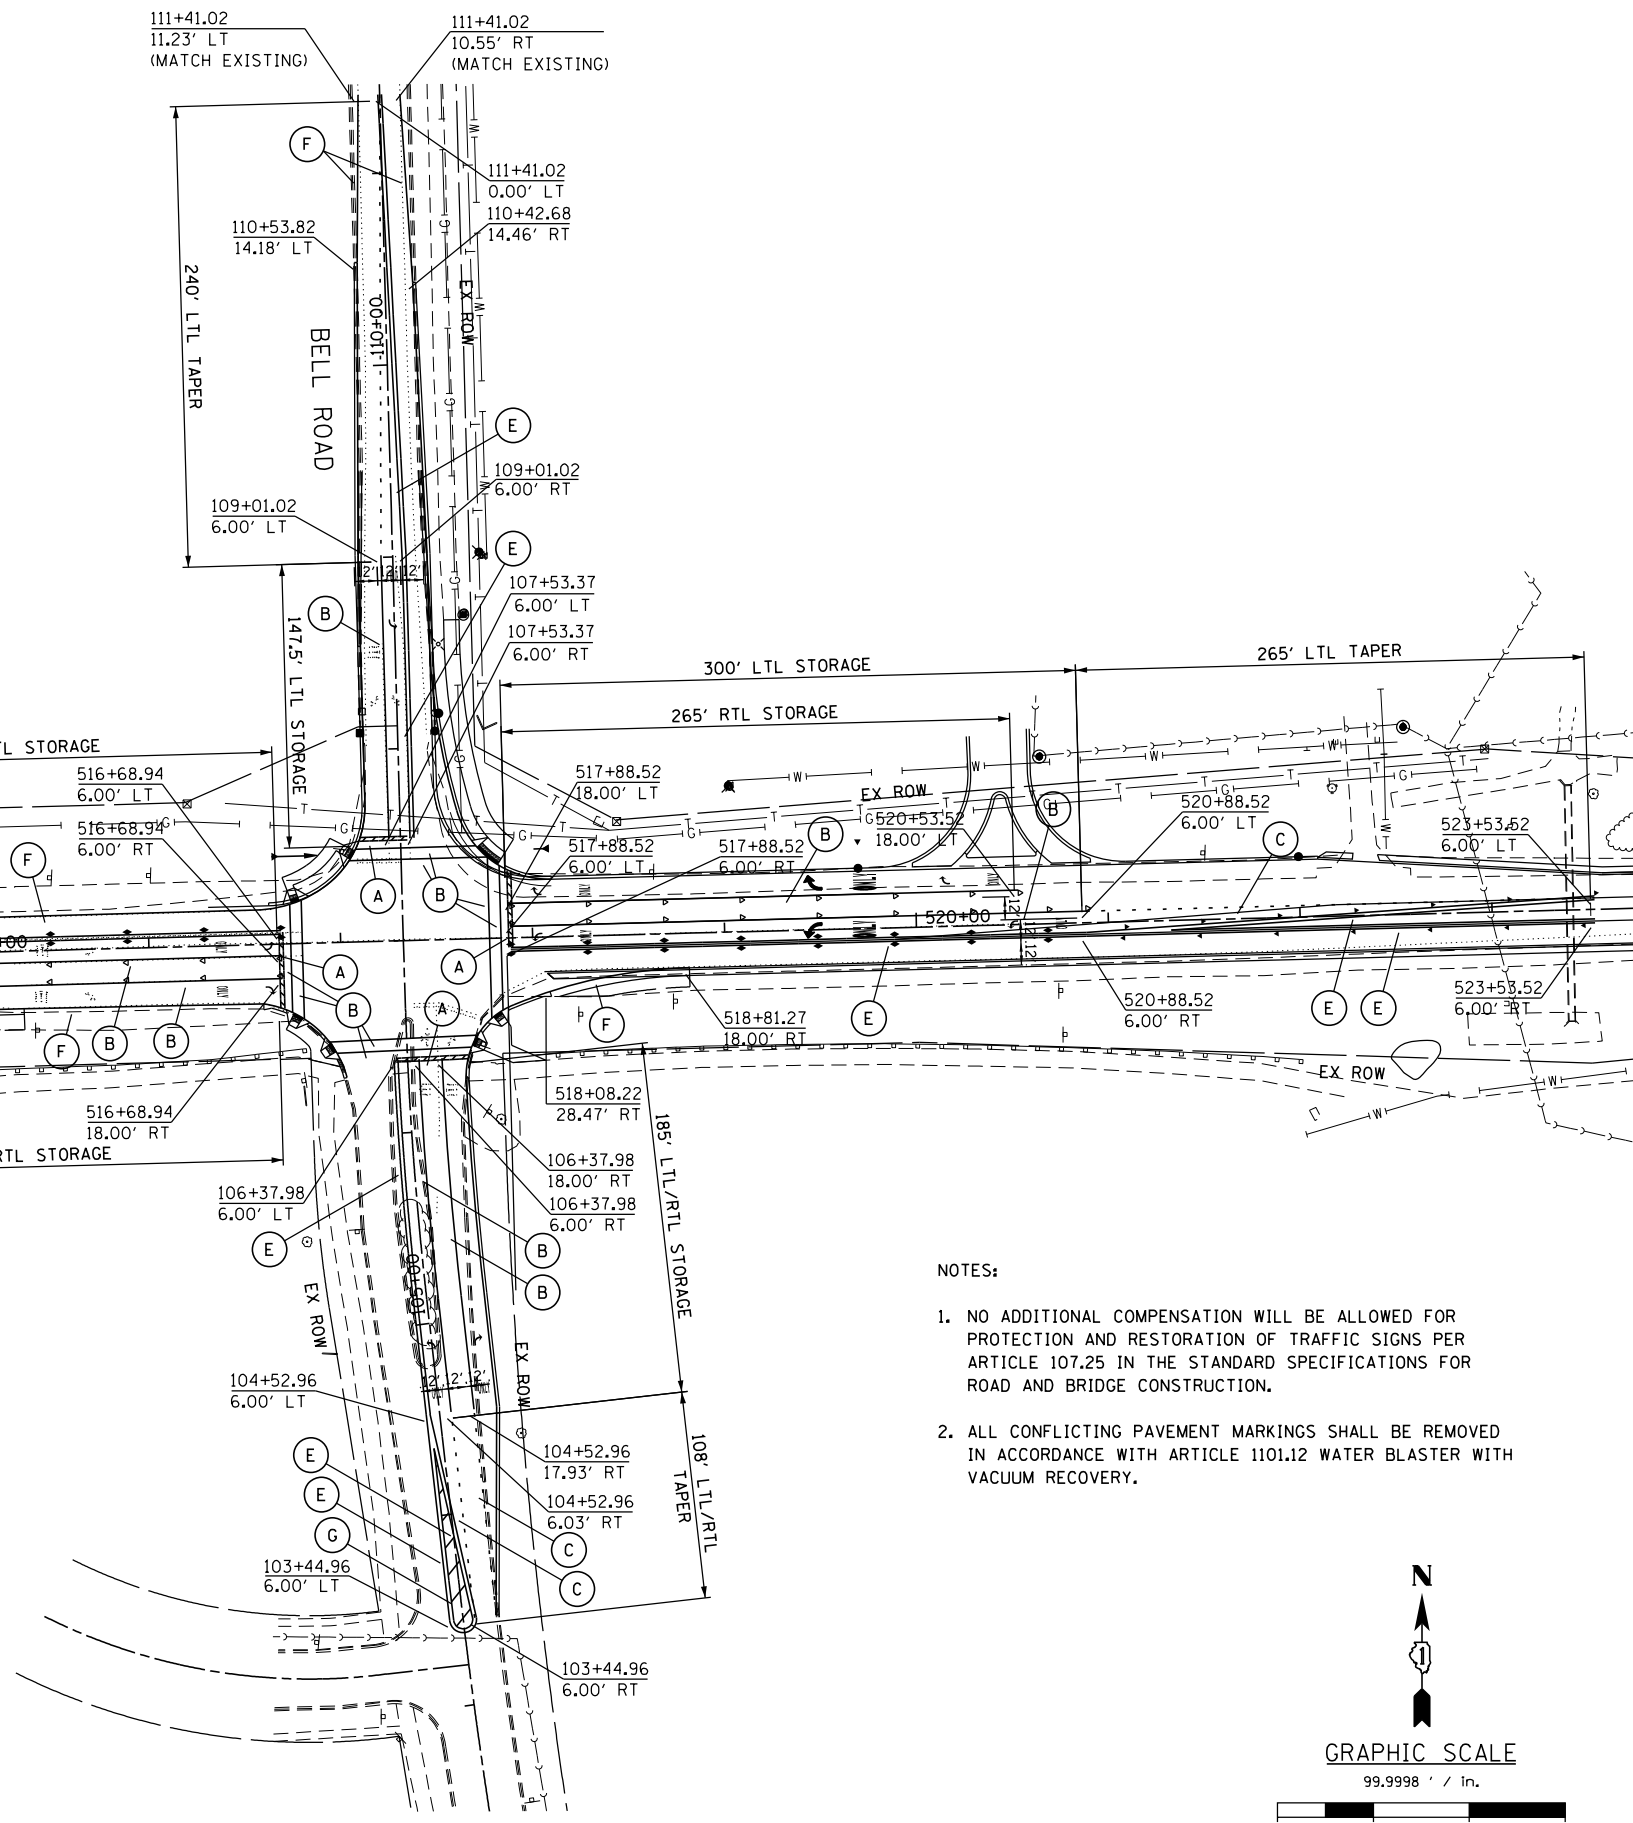 111+41.02
11.23' LT
(MATCH EXISTING)
111+41.02
10.55' RT
(MATCH EXISTING)
F
111+41.02
0.00' LT
110+42.68
14.46' RT
110+53.82
14.18' LT
240' LTL TAPER
BELL ROAD
110+00
EX ROW
E
109+01.02
6.00' RT
109+01.02
6.00' LT
E
12'
12'
107+53.37
6.00' LT
107+53.37
6.00' RT
B
147.5' LTL STORAGE
300' LTL STORAGE
265' LTL TAPER
265' RTL STORAGE
TL STORAGE
516+68.94
6.00' LT
516+68.94
6.00' RT
517+88.52
18.00' LT
517+88.52
6.00' LT
517+88.52
6.00' RT
EX ROW
B
520+53.52
18.00' LT
B
520+88.52
6.00' LT
C
523+53.52
6.00' LT
F
A
B
520+00
12'
12'
12'
A
A
B
A
F
B
B
F
518+81.27
18.00' RT
E
520+88.52
6.00' RT
E
E
523+53.52
6.00' RT
EX ROW
516+68.94
18.00' RT
RTL STORAGE
518+08.22
28.47' RT
185' LTL/RTL STORAGE
106+37.98
18.00' RT
106+37.98
6.00' RT
106+37.98
6.00' LT
E
B
B
105+00
EX ROW
EX ROW
12'
12'
104+52.96
6.00' LT
104+52.96
17.93' RT
104+52.96
6.03' RT
108' LTL/RTL
TAPER
E
E
G
C
C
103+44.96
6.00' LT
103+44.96
6.00' RT
NOTES:
1. NO ADDITIONAL COMPENSATION WILL BE ALLOWED FOR
PROTECTION AND RESTORATION OF TRAFFIC SIGNS PER
ARTICLE 107.25 IN THE STANDARD SPECIFICATIONS FOR
ROAD AND BRIDGE CONSTRUCTION.
2. ALL CONFLICTING PAVEMENT MARKINGS SHALL BE REMOVED
IN ACCORDANCE WITH ARTICLE 1101.12 WATER BLASTER WITH
VACUUM RECOVERY.
N
1
GRAPHIC SCALE
99.9998 ' / in.